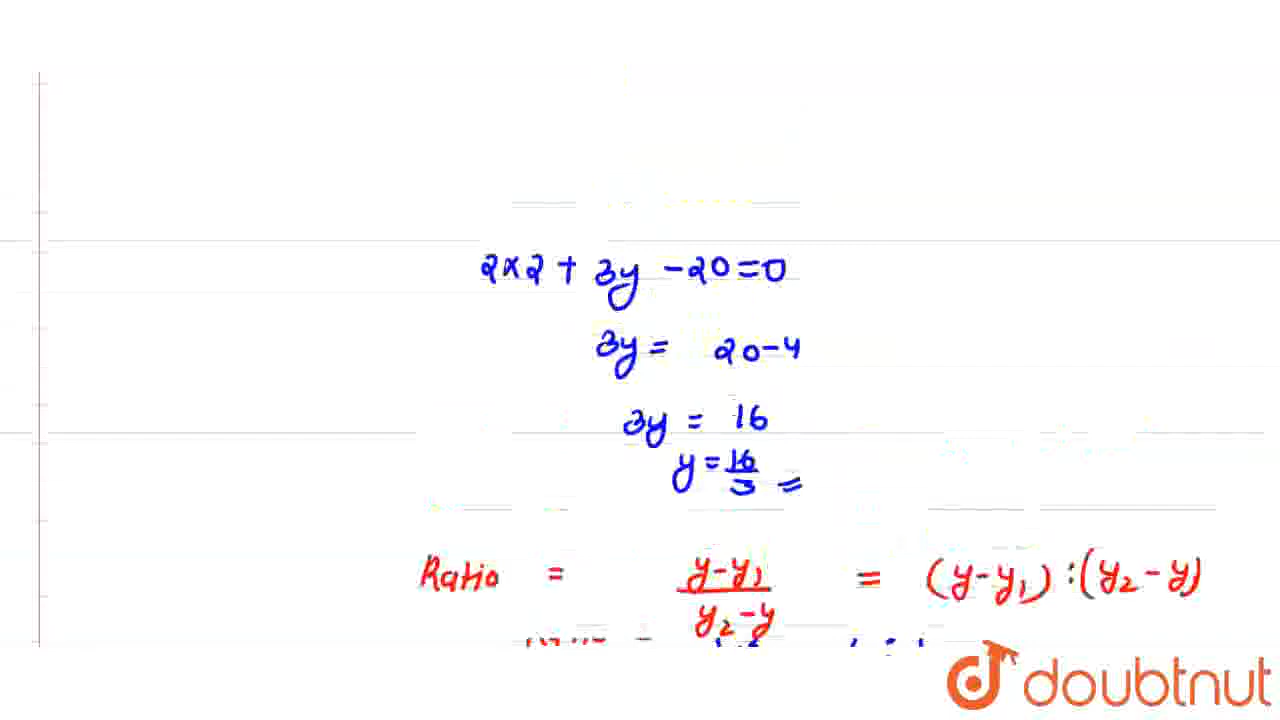 2×2 + 3y - 20 = 0
3y = 20-4
3y = 16
y = 16/3 =
Ratio = y-y₁/y₂-y = (y-y₁) : (y₂-y)
doubtnut